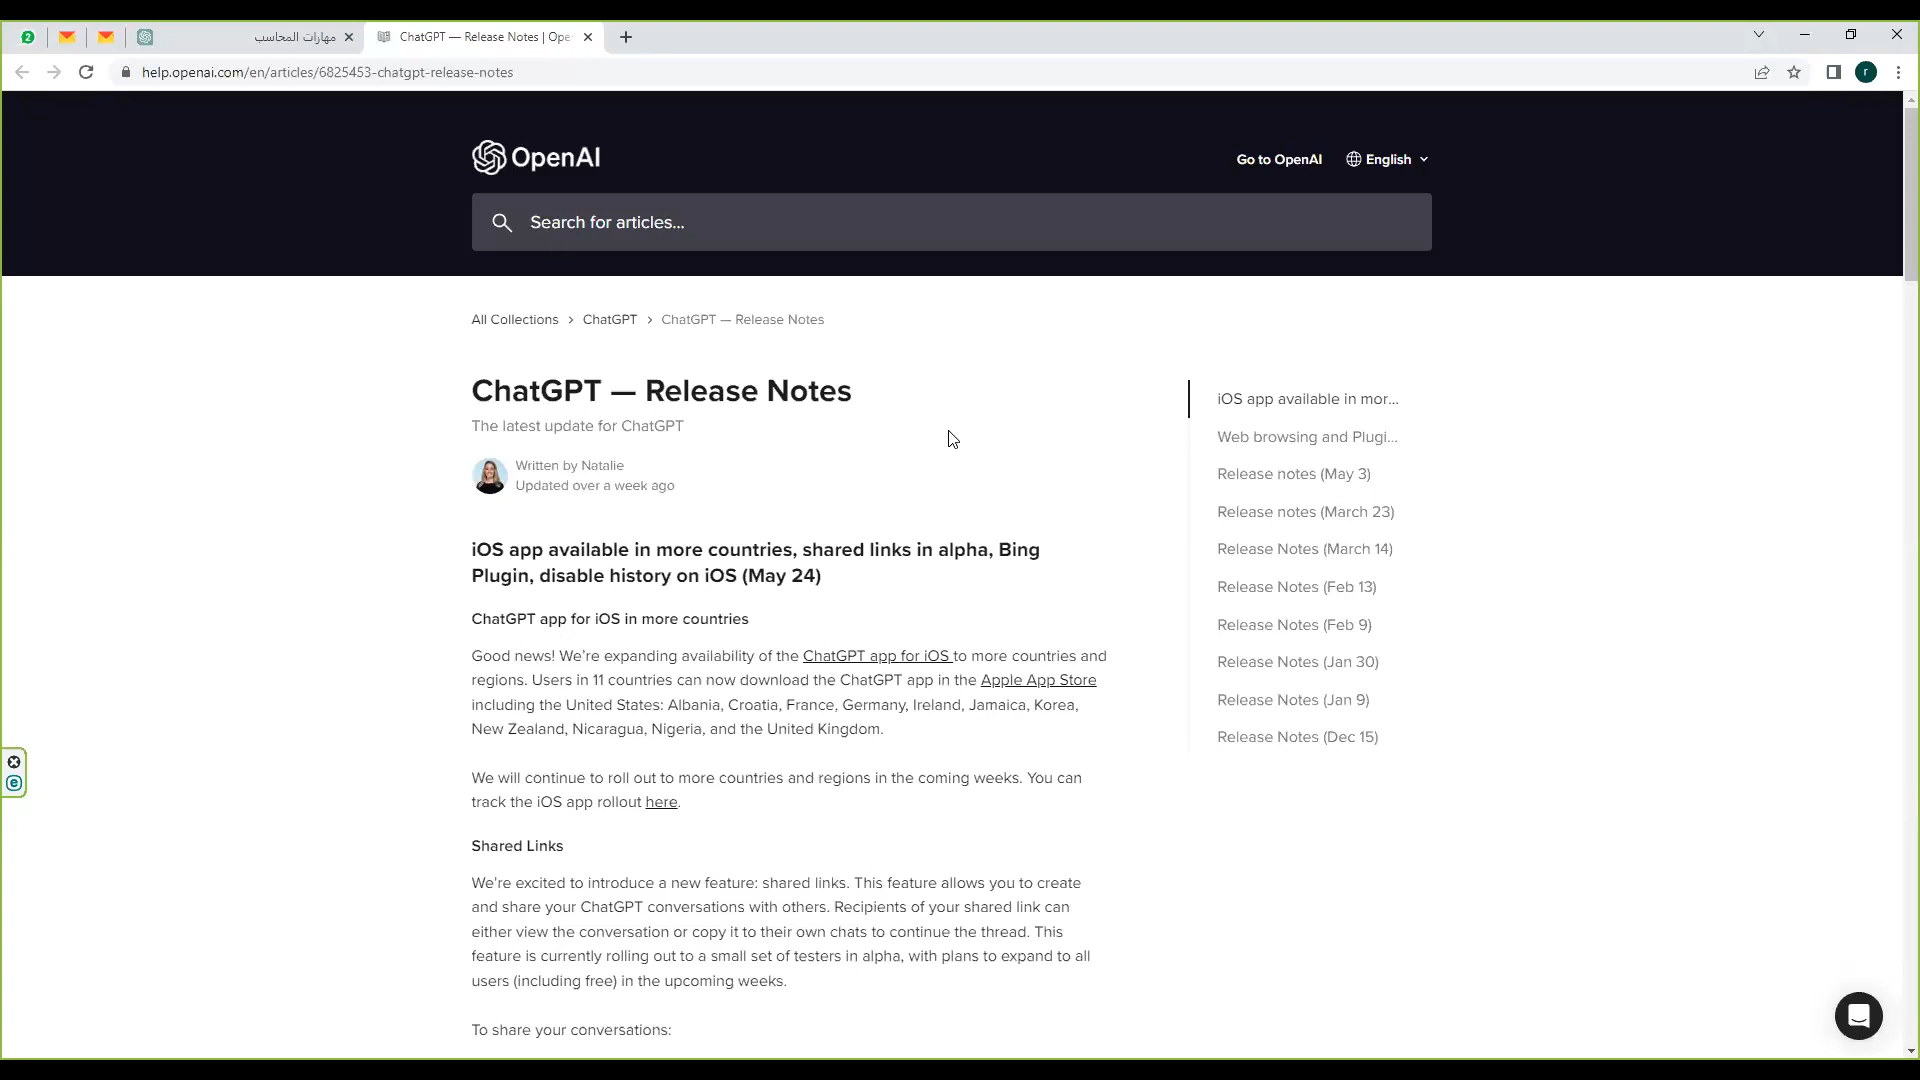 2
مهارات المحاسب
ChatGPT — Release Notes | Ope
help.openai.com/en/articles/6825453-chatgpt-release-notes
r
OpenAI
Go to OpenAI
English
Search for articles...
All Collections > ChatGPT > ChatGPT — Release Notes
ChatGPT — Release Notes
The latest update for ChatGPT
Written by Natalie
Updated over a week ago
iOS app available in more countries, shared links in alpha, Bing
Plugin, disable history on iOS (May 24)
ChatGPT app for iOS in more countries
Good news! We’re expanding availability of the ChatGPT app for iOS to more countries and
regions. Users in 11 countries can now download the ChatGPT app in the Apple App Store
including the United States: Albania, Croatia, France, Germany, Ireland, Jamaica, Korea,
New Zealand, Nicaragua, Nigeria, and the United Kingdom.
We will continue to roll out to more countries and regions in the coming weeks. You can
track the iOS app rollout here.
Shared Links
We're excited to introduce a new feature: shared links. This feature allows you to create
and share your ChatGPT conversations with others. Recipients of your shared link can
either view the conversation or copy it to their own chats to continue the thread. This
feature is currently rolling out to a small set of testers in alpha, with plans to expand to all
users (including free) in the upcoming weeks.
To share your conversations:
iOS app available in mor...
Web browsing and Plugi...
Release notes (May 3)
Release notes (March 23)
Release Notes (March 14)
Release Notes (Feb 13)
Release Notes (Feb 9)
Release Notes (Jan 30)
Release Notes (Jan 9)
Release Notes (Dec 15)